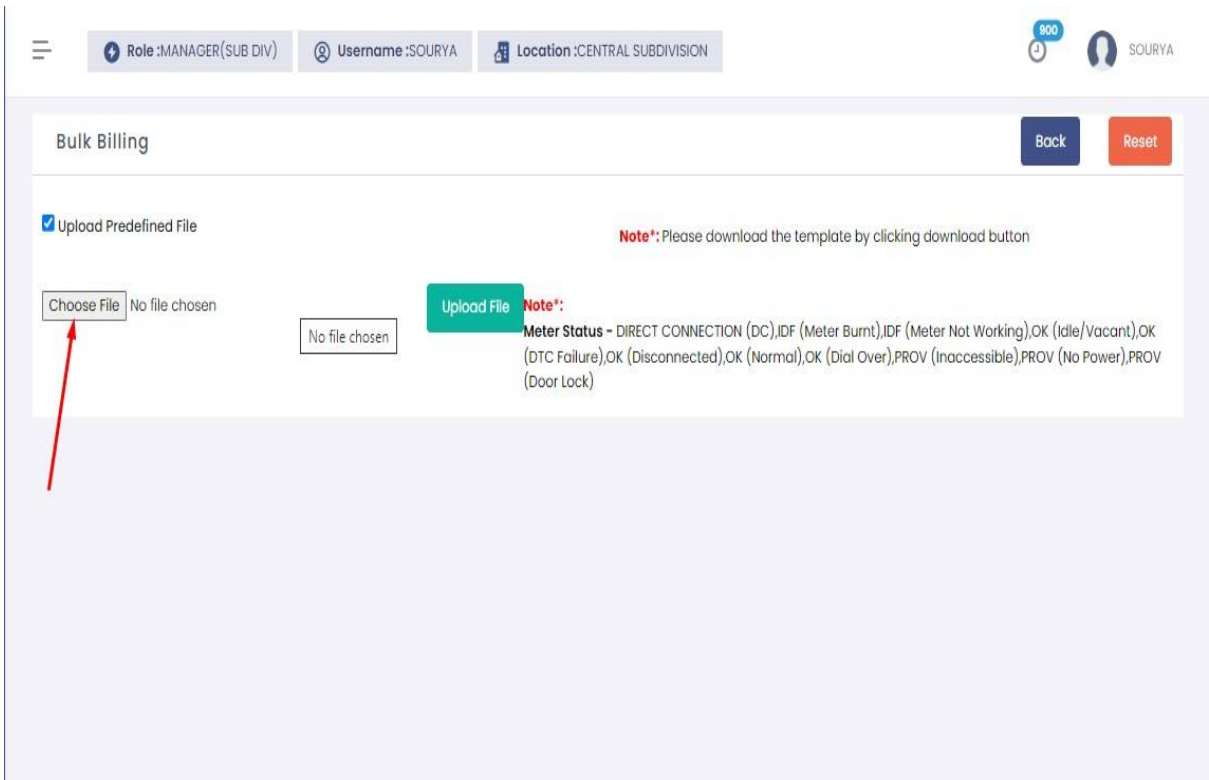 900
Role :MANAGER(SUB DIV) Username :SOURYA Location :CENTRAL SUBDIVISION SOURYA
Bulk Billing Back Reset
Upload Predefined File
Note*: Please download the template by clicking download button
Choose File No file chosen Upload File Note*:
No file chosen
Meter Status - DIRECT CONNECTION (DC),IDF (Meter Burnt),IDF (Meter Not Working),OK (Idle/Vacant),OK
(DTC Failure),OK (Disconnected),OK (Normal),OK (Dial Over),PROV (Inaccessible),PROV (No Power),PROV
(Door Lock)